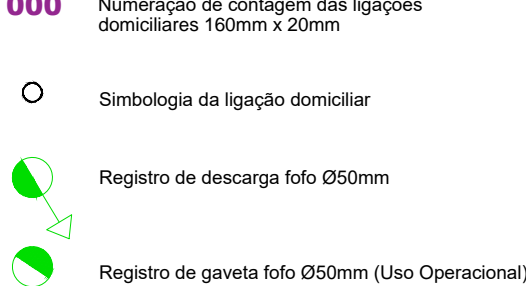 000 Numeração de contagem das ligações
domiciliares 160mm x 20mm
Simbologia da ligação domiciliar
Registro de descarga fofo Ø50mm
Registro de gaveta fofo Ø50mm (Uso Operacional)